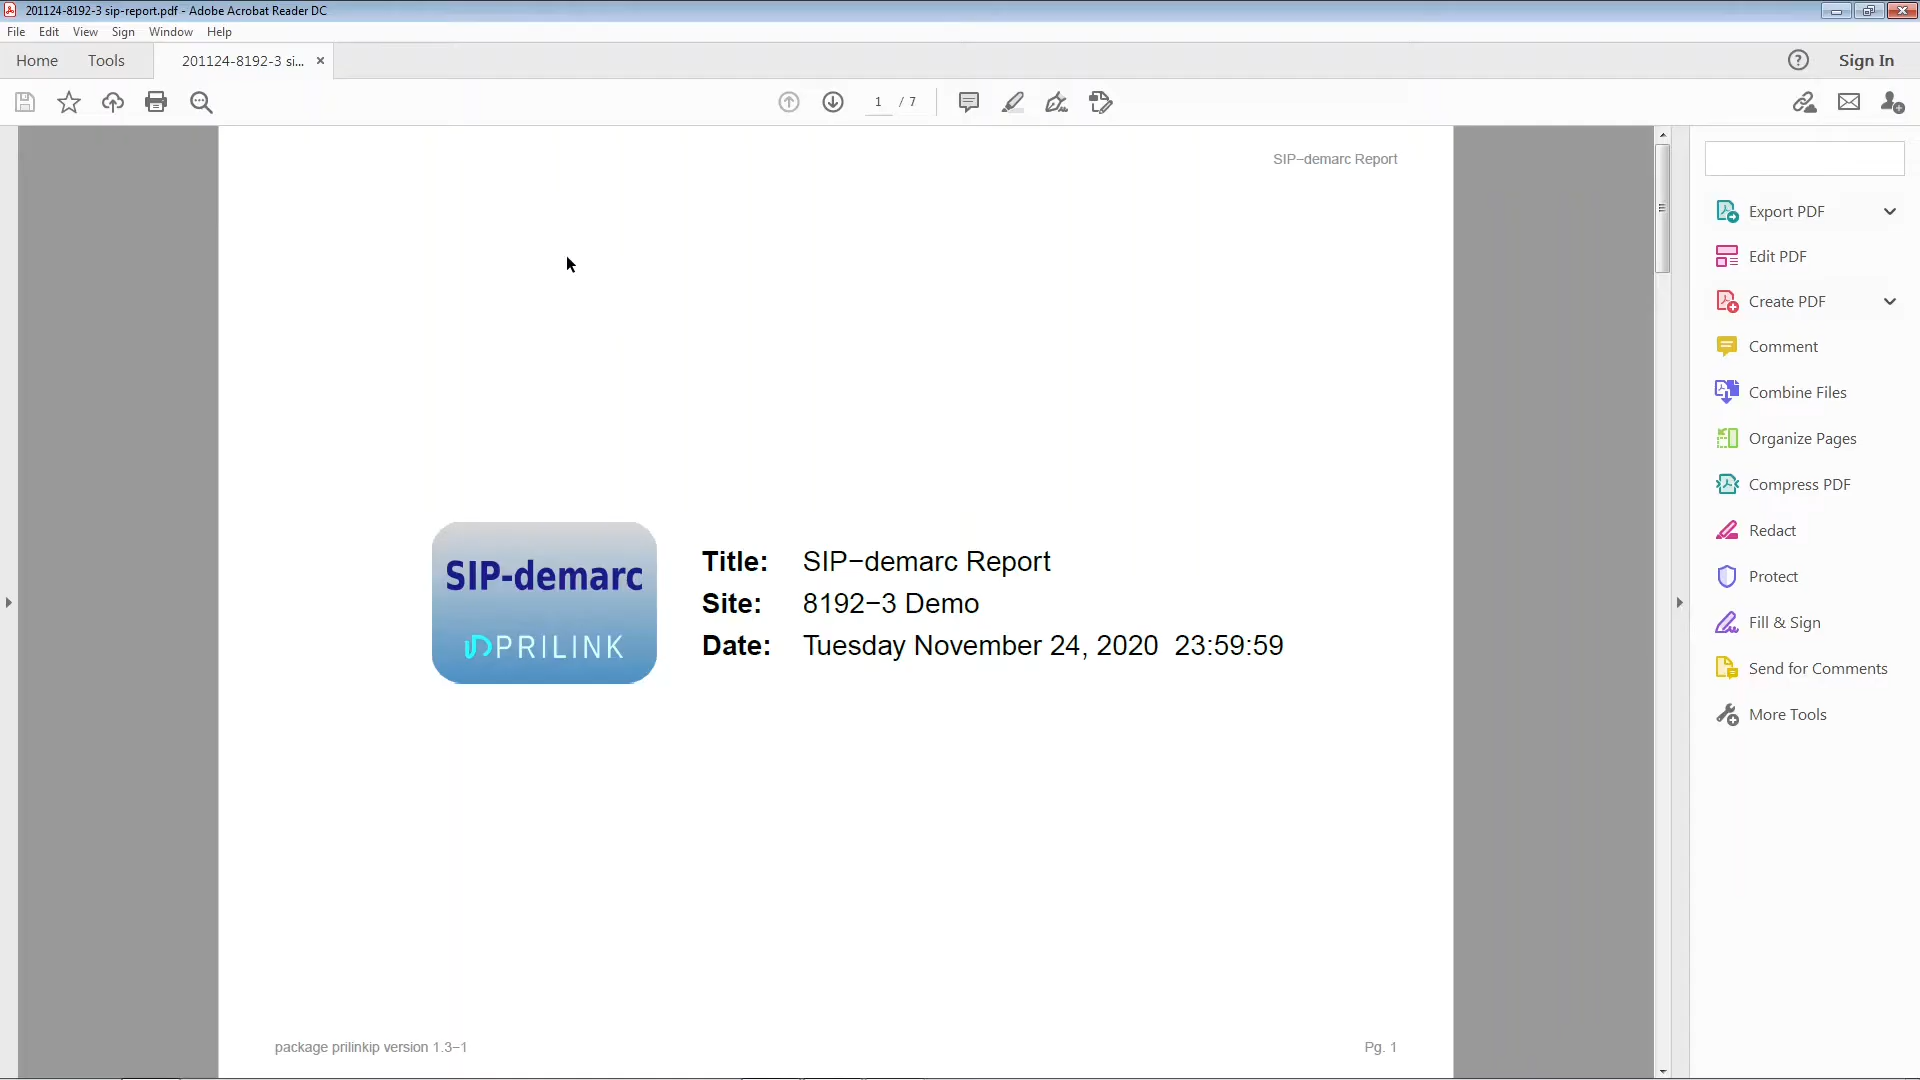 201124-8192-3 sip-report.pdf - Adobe Acrobat Reader DC
File Edit View Sign Window Help
Home Tools 201124-8192-3 si... × Sign In
1 / 7
SIP−demarc Report
Export PDF
Edit PDF
Create PDF
Comment
Combine Files
Organize Pages
Compress PDF
Redact
Protect
Fill & Sign
Send for Comments
More Tools
SIP-demarc
PRILINK
Title: SIP−demarc Report
Site: 8192−3 Demo
Date: Tuesday November 24, 2020 23:59:59
package prilinkip version 1.3−1
Pg. 1